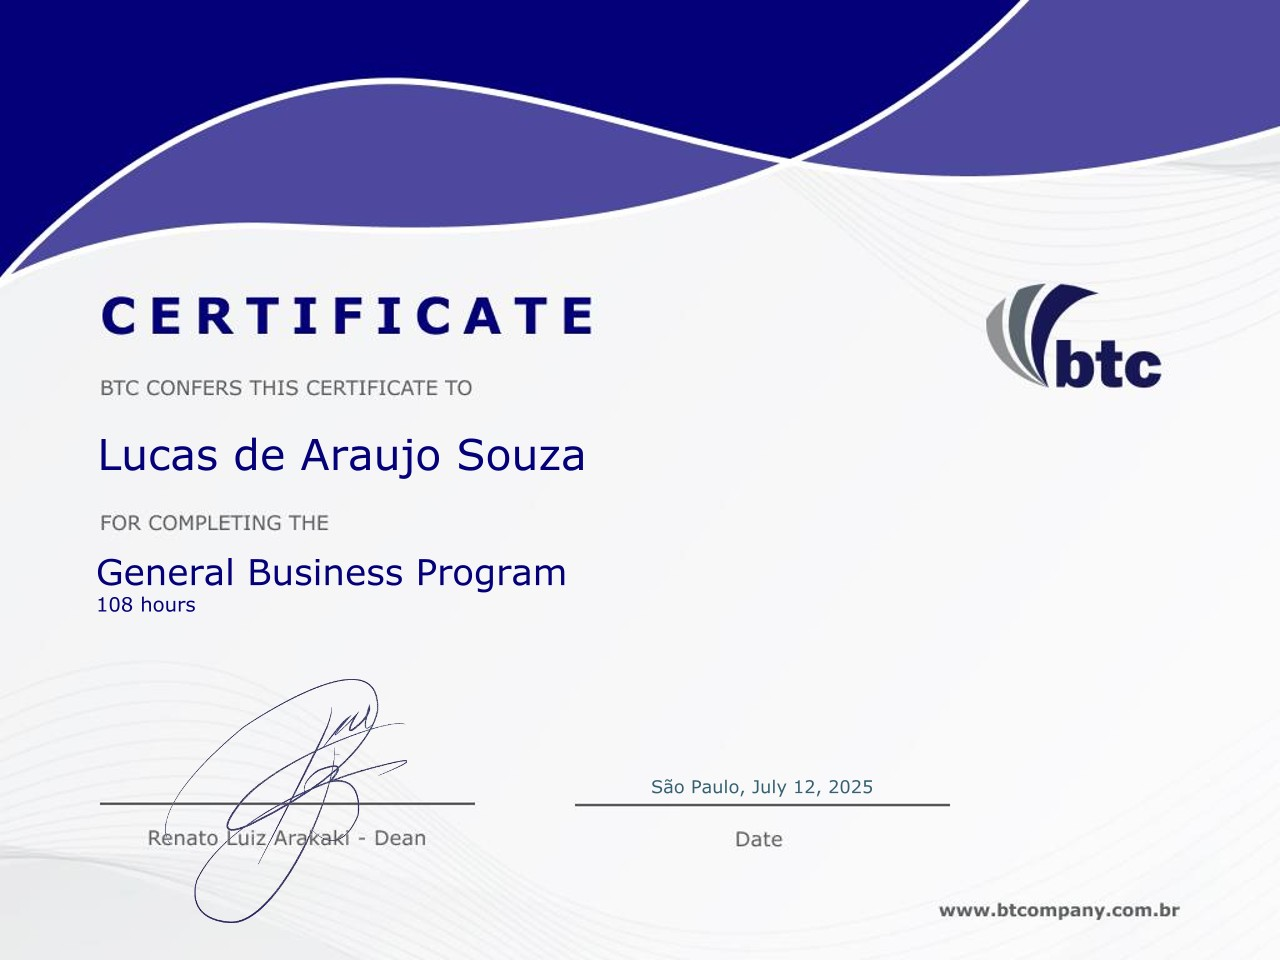 CERTIFICATE
btc
BTC CONFERS THIS CERTIFICATE TO
Lucas de Araujo Souza
FOR COMPLETING THE
General Business Program
108 hours
São Paulo, July 12, 2025
Renato Luiz Arakaki - Dean
Date
www.btcompany.com.br